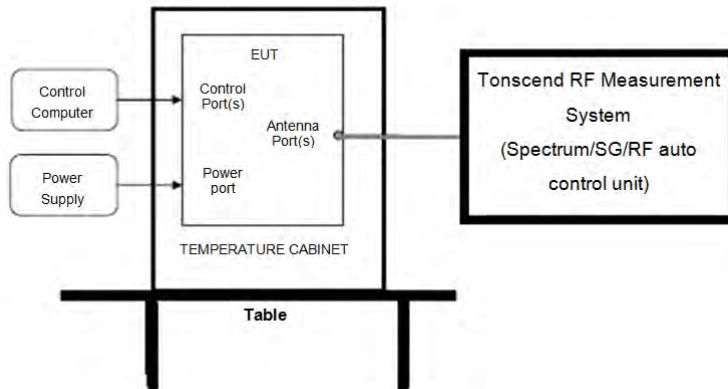 Control
Computer
Power
Supply
EUT
Control
Port(s)
Antenna
Port(s)
Power
port
TEMPERATURE CABINET
Table
Tonscend RF Measurement
System
(Spectrum/SG/RF auto
control unit)